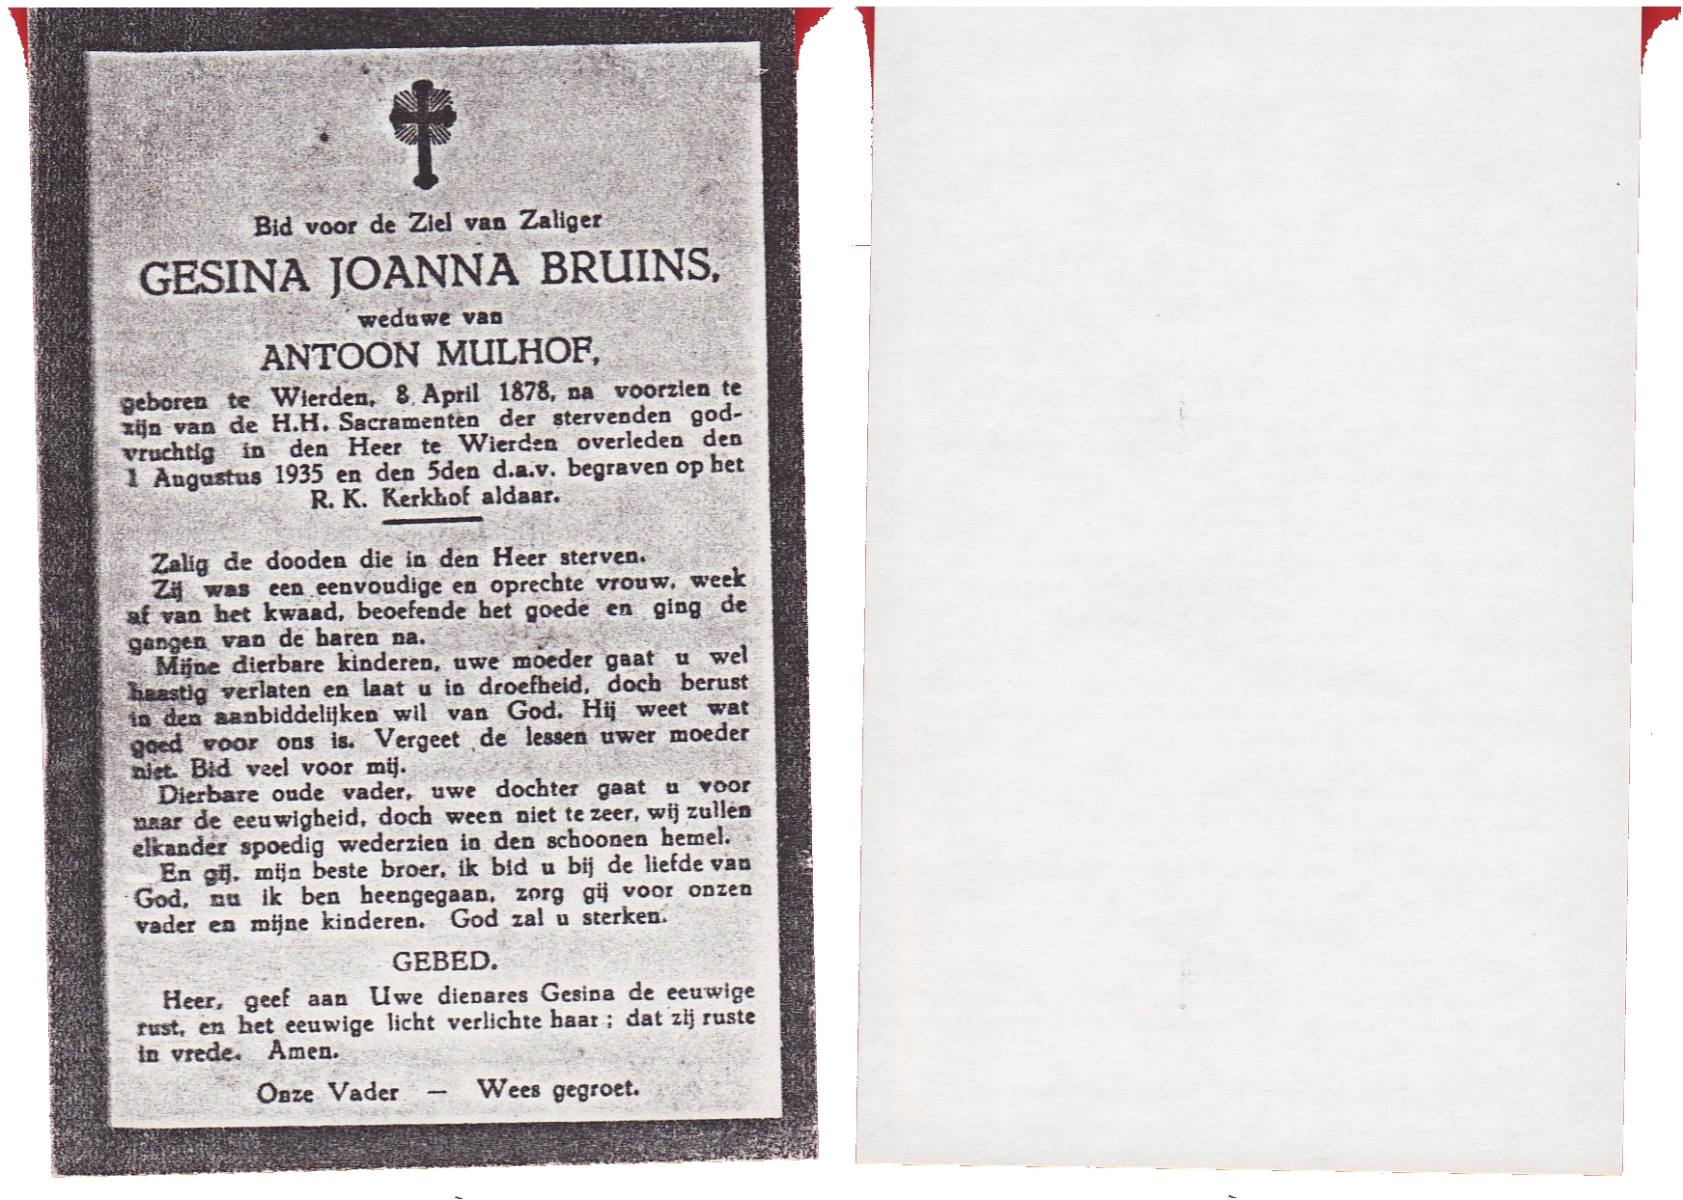 Bid voor de Ziel van Zaliger
GESINA JOANNA BRUINS,
weduwe van
ANTOON MULHOF,
geboren te Wierden, 8 April 1878, na voorzien te
zijn van de H.H. Sacramenten der stervenden god-
vruchtig in den Heer te Wierden overleden den
1 Augustus 1935 en den 5den d.a.v. begraven op het
R. K. Kerkhof aldaar.
Zalig de dooden die in den Heer sterven.
Zij was een eenvoudige en oprechte vrouw, week
af van het kwaad, beoefende het goede en ging de
gangen van de haren na.
Mijne dierbare kinderen, uwe moeder gaat u wel
haastig verlaten en laat u in droefheid, doch berust
in den aanbiddelijken wil van God. Hij weet wat
goed voor ons is. Vergeet de lessen uwer moeder
niet. Bid veel voor mij.
Dierbare oude vader, uwe dochter gaat u voor
naar de eeuwigheid, doch ween niet te zeer, wij zullen
elkander spoedig wederzien in den schoonen hemel.
En gij, mijn beste broer, ik bid u bij de liefde van
God, nu ik ben heengegaan, zorg gij voor onzen
vader en mijne kinderen. God zal u sterken.
GEBED.
Heer, geef aan Uwe dienares Gesina de eeuwige
rust, en het eeuwige licht verlichte haar; dat zij ruste
in vrede. Amen.
Onze Vader — Wees gegroet.